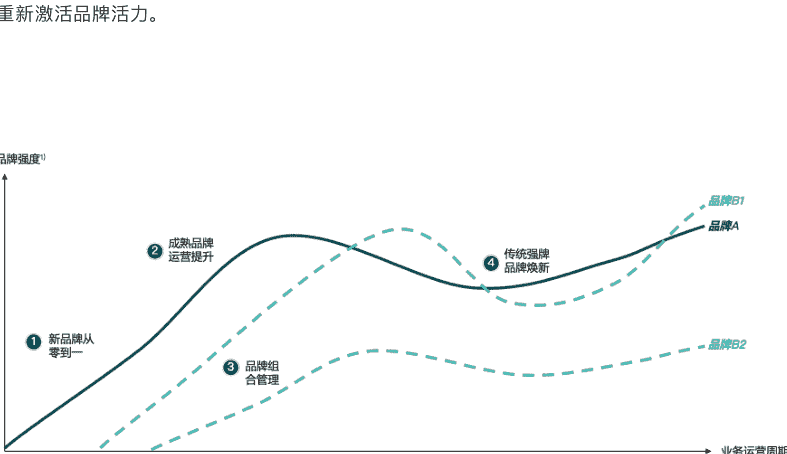 重新激活品牌活力。
品牌强度1)
品牌B1
品牌A
2 成熟品牌
运营提升
4 传统强牌
品牌焕新
1 新品牌从
零到一
品牌B2
3 品牌组
合管理
业务运营周期